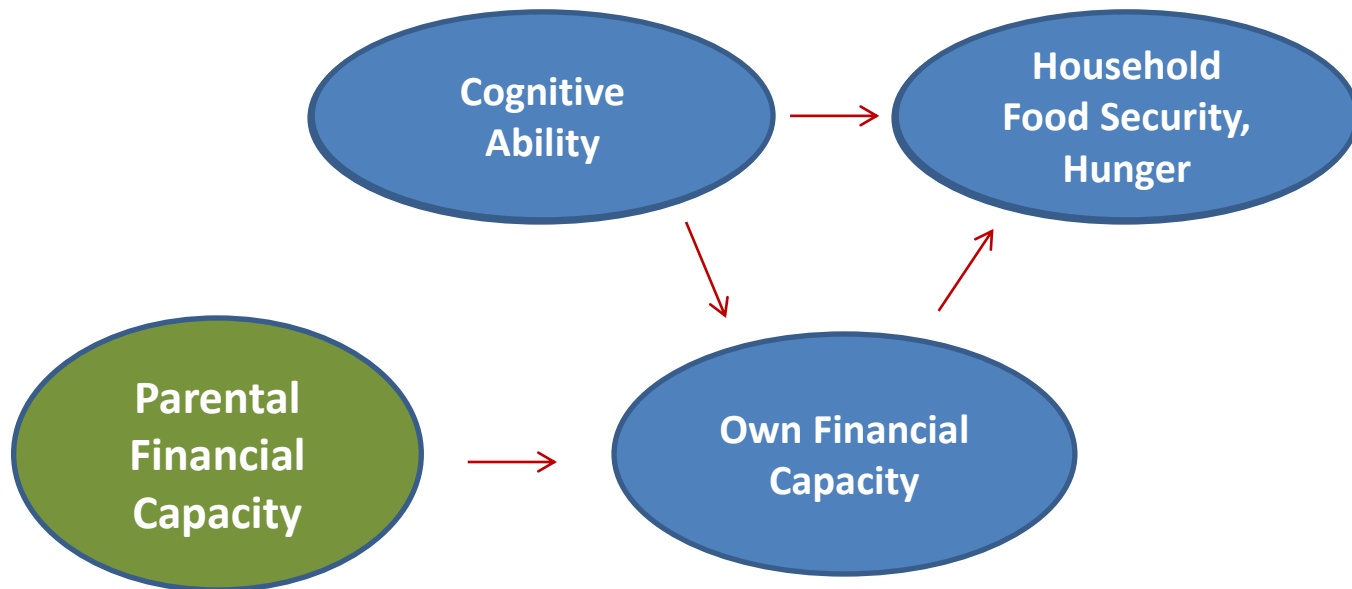 Cognitive
Ability
Household
Food Security,
Hunger
Parental
Financial
Capacity
Own Financial
Capacity